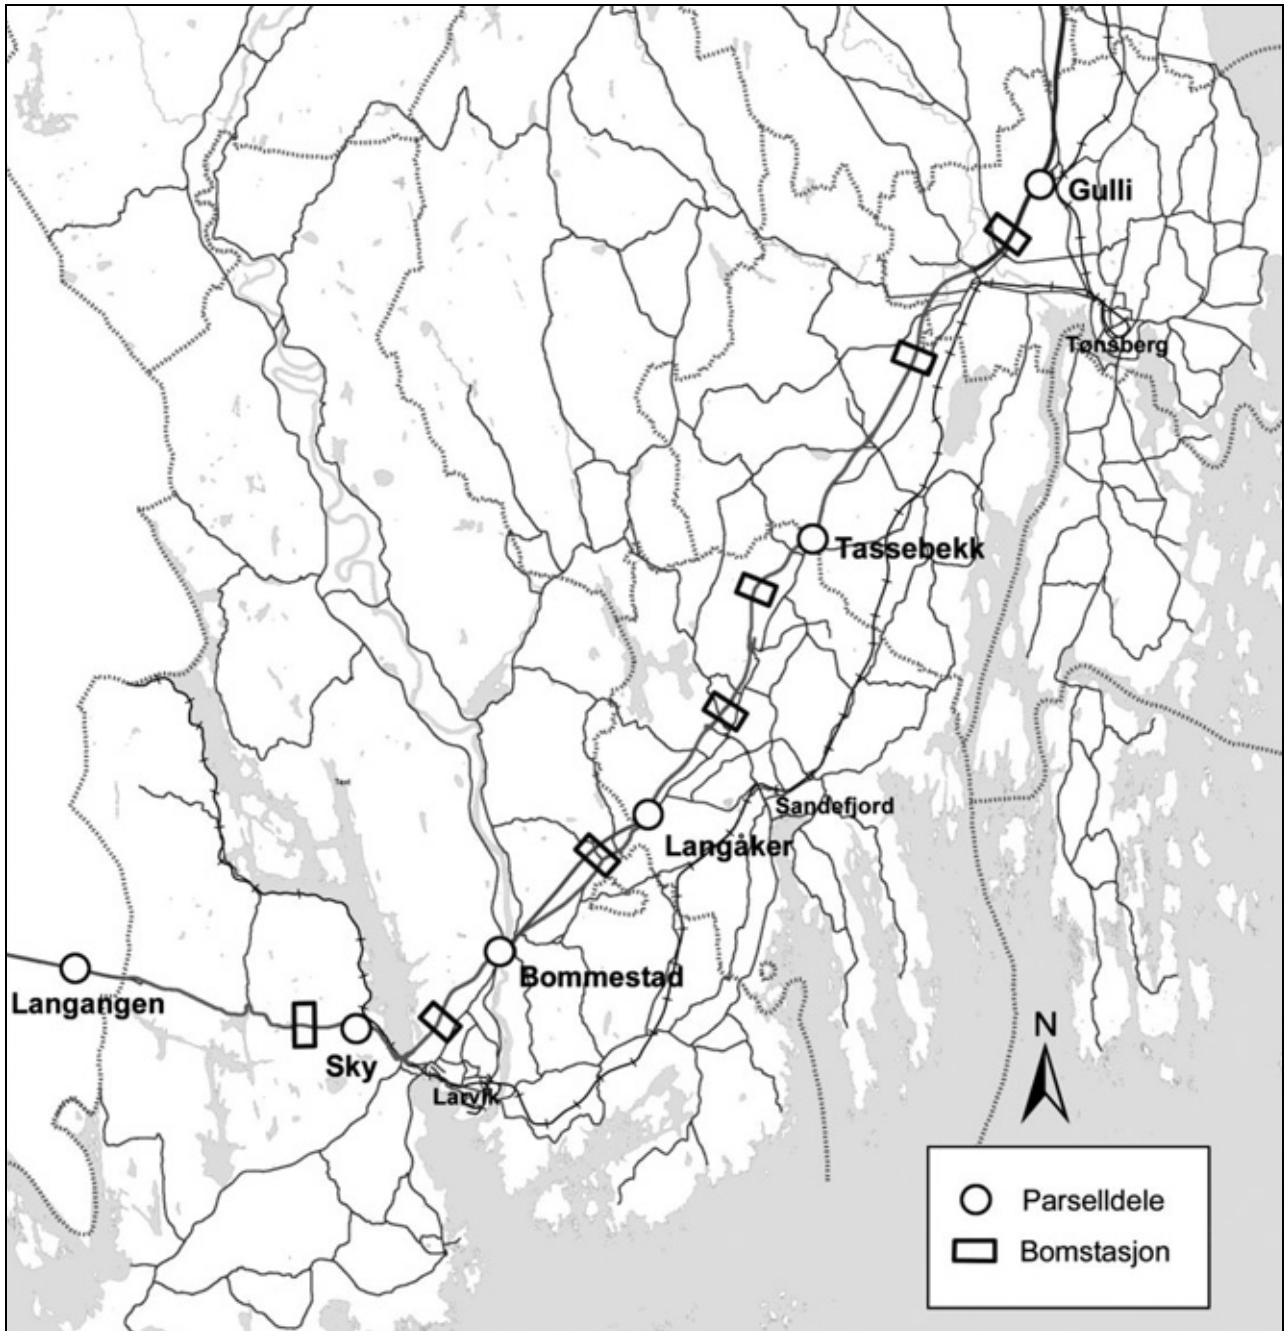 Gulli
Tønsberg
Tassebekk
Sandefjord
Langåker
Bommestad
Langangen
Sky
Larvik
N
Parselldele
Bomstasjon